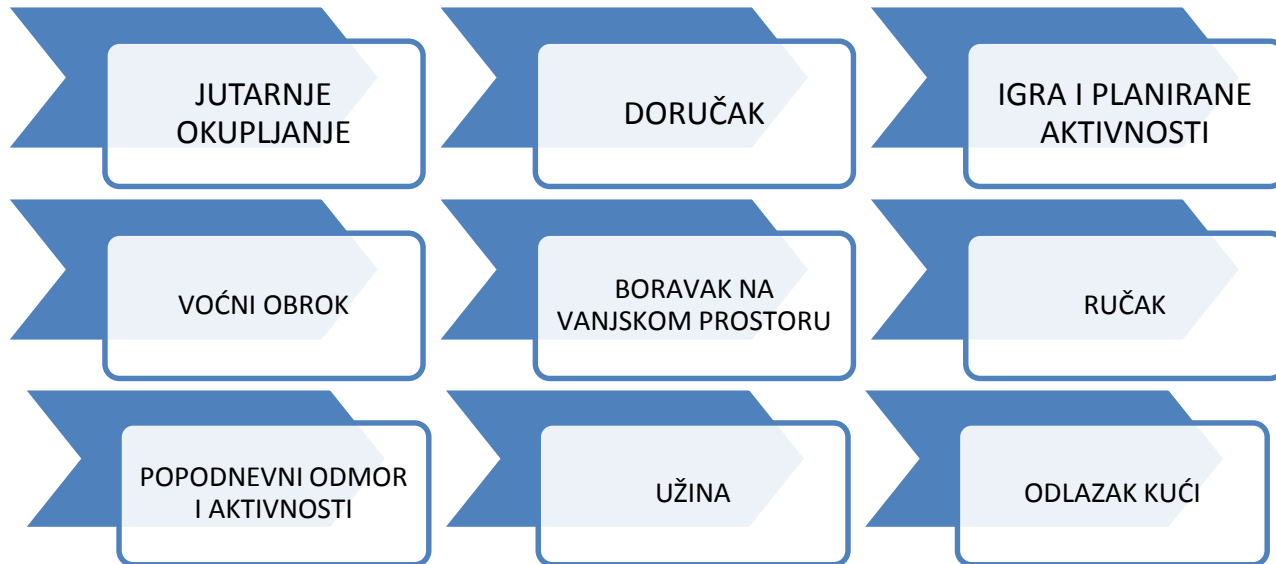 JUTARNJE
OKUPLJANJE
DORUČAK
IGRA I PLANIRANE
AKTIVNOSTI
VOĆNI OBROK
BORAVAK NA
VANJSKOM PROSTORU
RUČAK
POPODNEVNI ODMOR
I AKTIVNOSTI
UŽINA
ODLAZAK KUĆI